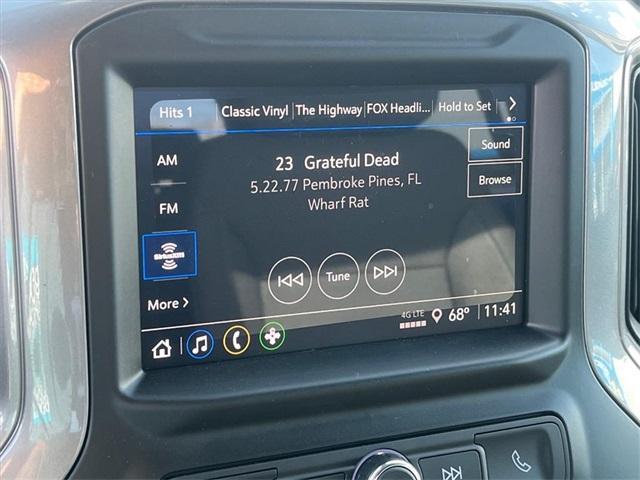 Hits 1 Classic Vinyl The Highway FOX Headli... Hold to Set >
AM
23 Grateful Dead
Sound
5.22.77 Pembroke Pines, FL
Browse
FM
Wharf Rat
SiriusXM
Tune
More >
4G LTE
68° 11:41